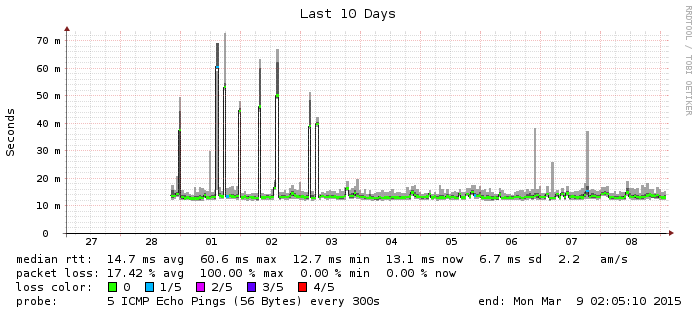 Last 10 Days
RRDTOOL / TOBI OETIKER
Seconds
70 m
60 m
50 m
40 m
30 m
20 m
10 m
0
27 28 01 02 03 04 05 06 07 08
median rtt: 14.7 ms avg 60.6 ms max 12.7 ms min 13.1 ms now 6.7 ms sd 2.2 am/s
packet loss: 17.42 % avg 100.00 % max 0.00 % min 0.00 % now
loss color: 0 1/5 2/5 3/5 4/5
probe: 5 ICMP Echo Pings (56 Bytes) every 300s end: Mon Mar 9 02:05:10 2015